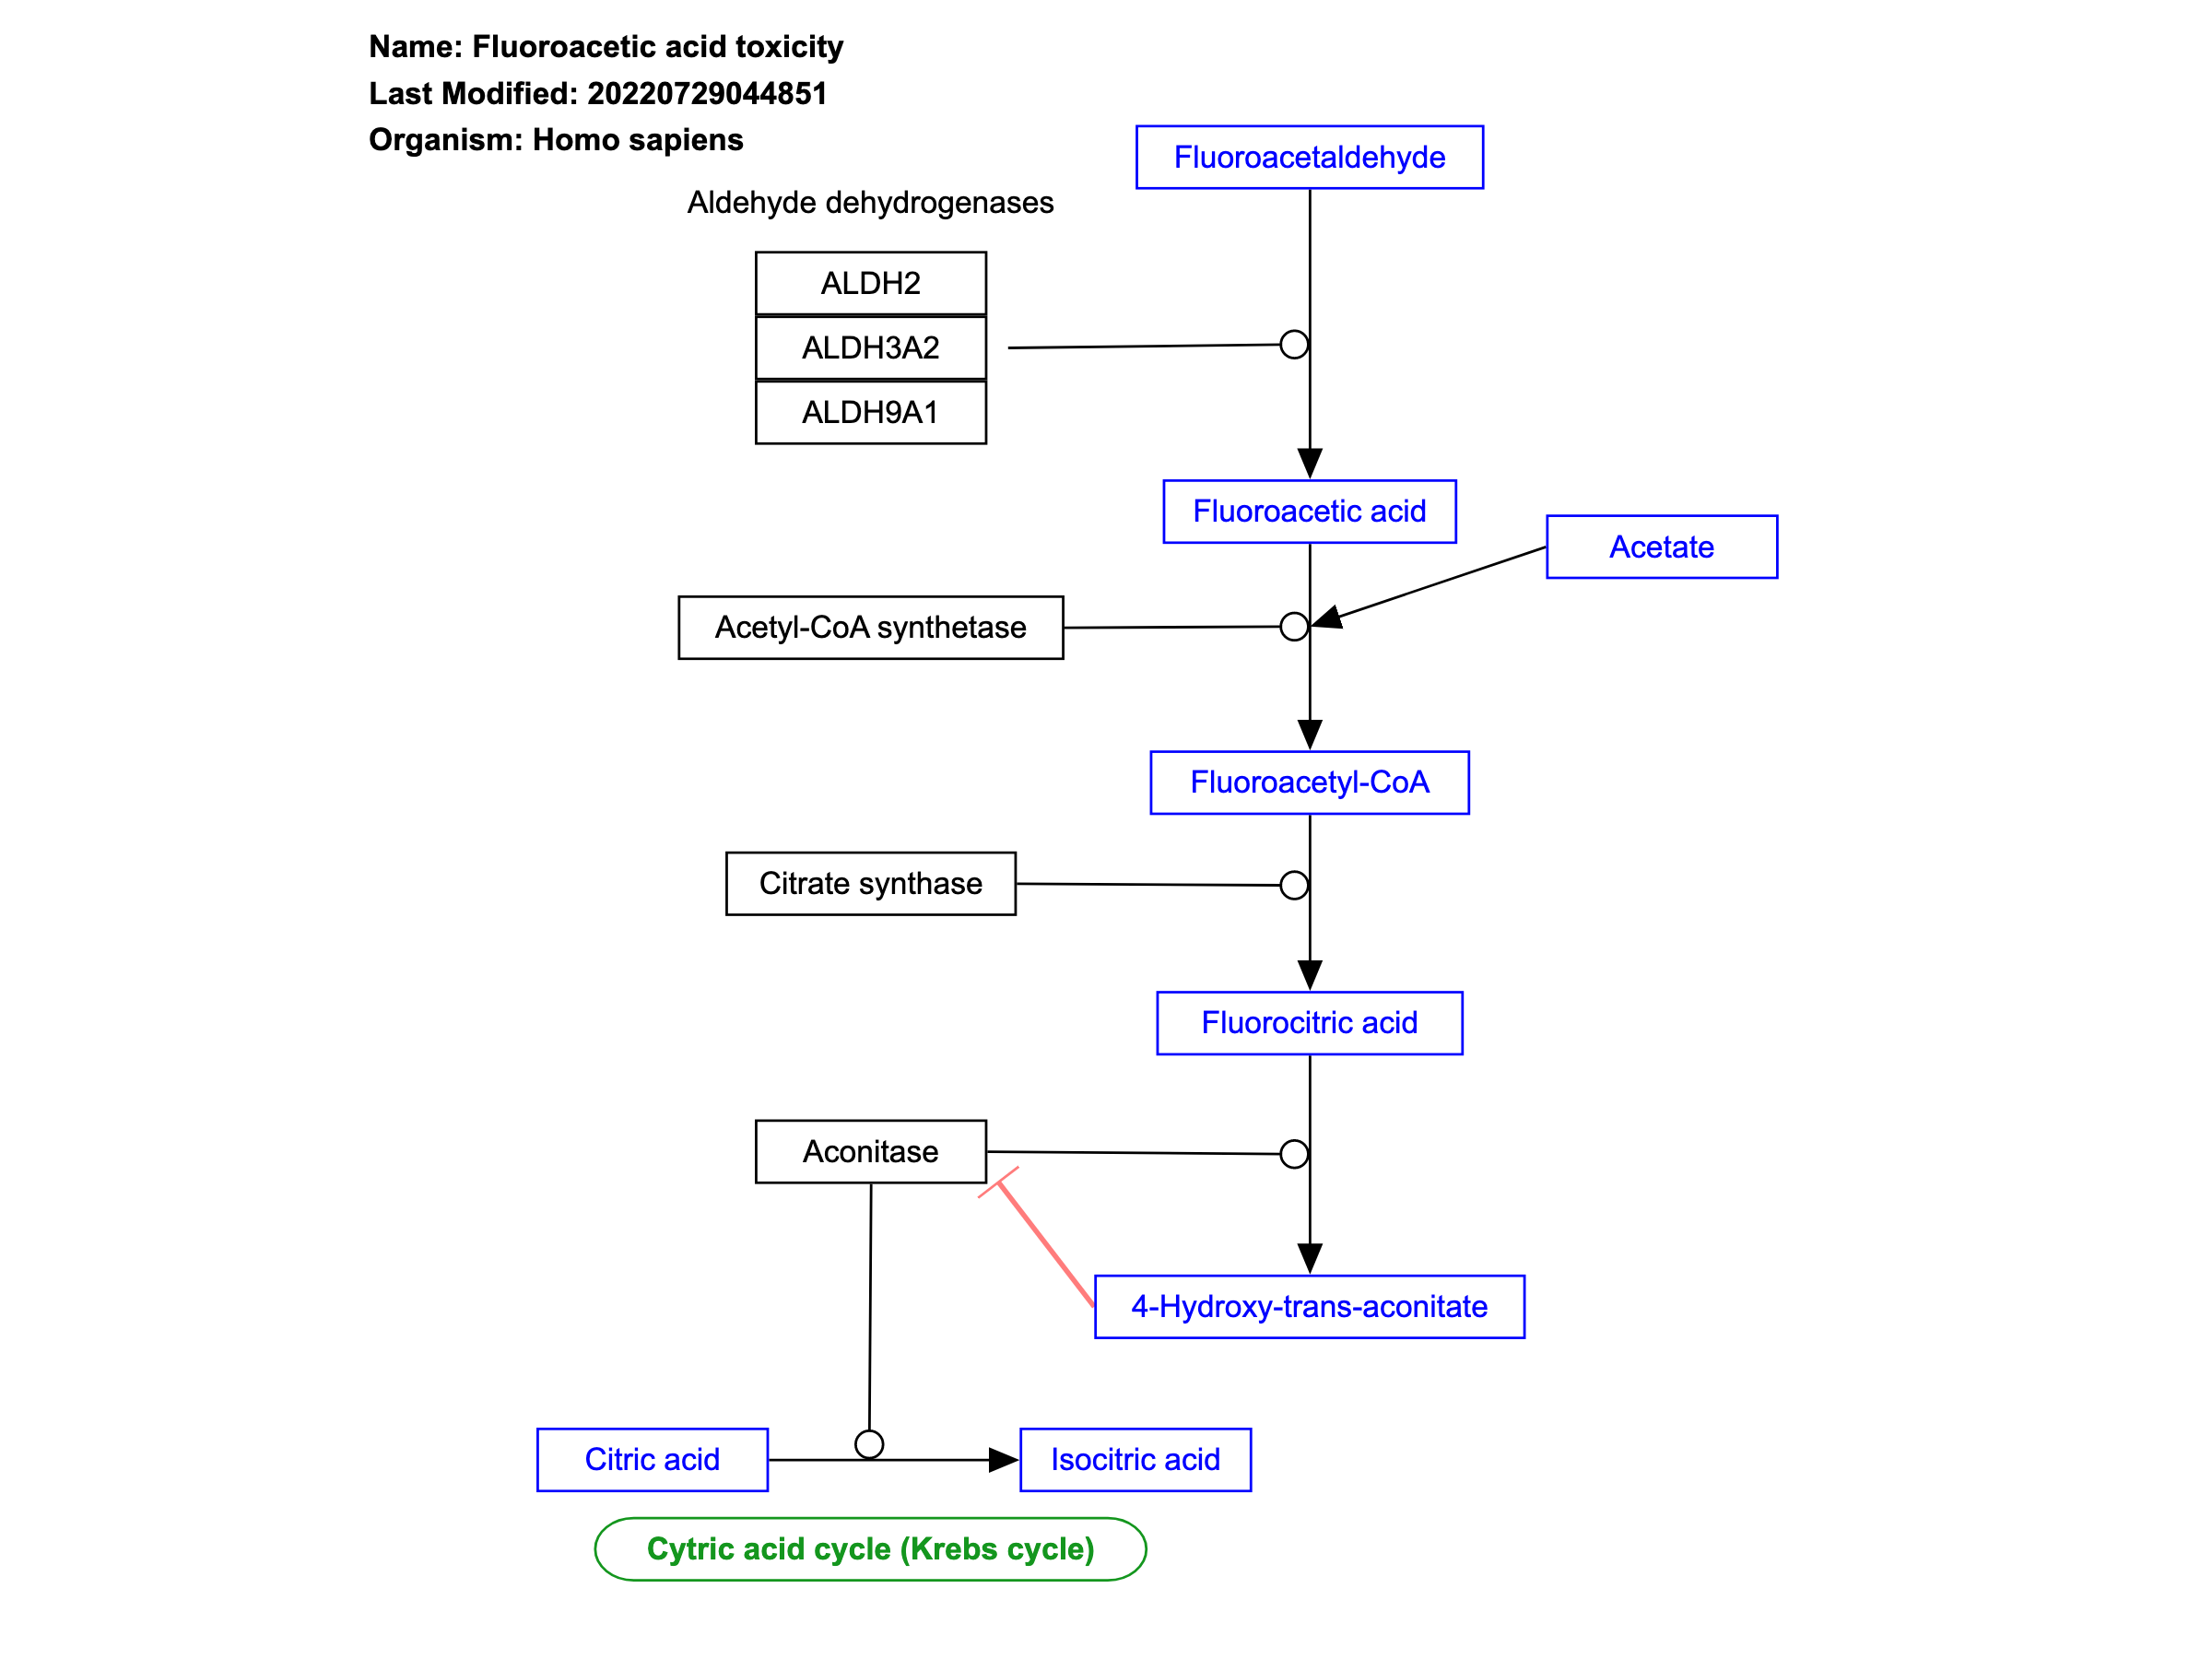 Name: Fluoroacetic acid toxicity
Last Modified: 20220729044851
Organism: Homo sapiens
Fluoroacetaldehyde
Aldehyde dehydrogenases
ALDH2
ALDH3A2
ALDH9A1
Fluoroacetic acid
Acetate
Acetyl-CoA synthetase
Fluoroacetyl-CoA
Citrate synthase
Fluorocitric acid
Aconitase
4-Hydroxy-trans-aconitate
Citric acid
Isocitric acid
Cytric acid cycle (Krebs cycle)